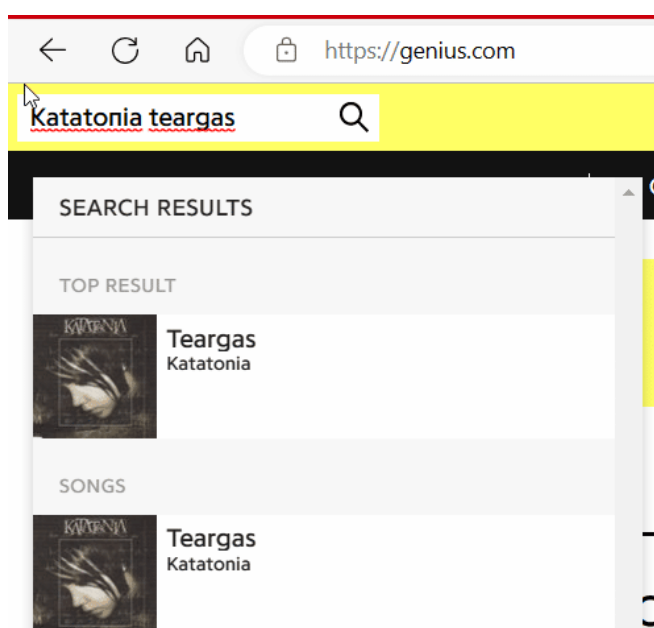 https://genius.com
Katatonia teargas
SEARCH RESULTS
TOP RESULT
KATATONIA
Teargas
Katatonia
SONGS
KATATONIA
Teargas
Katatonia